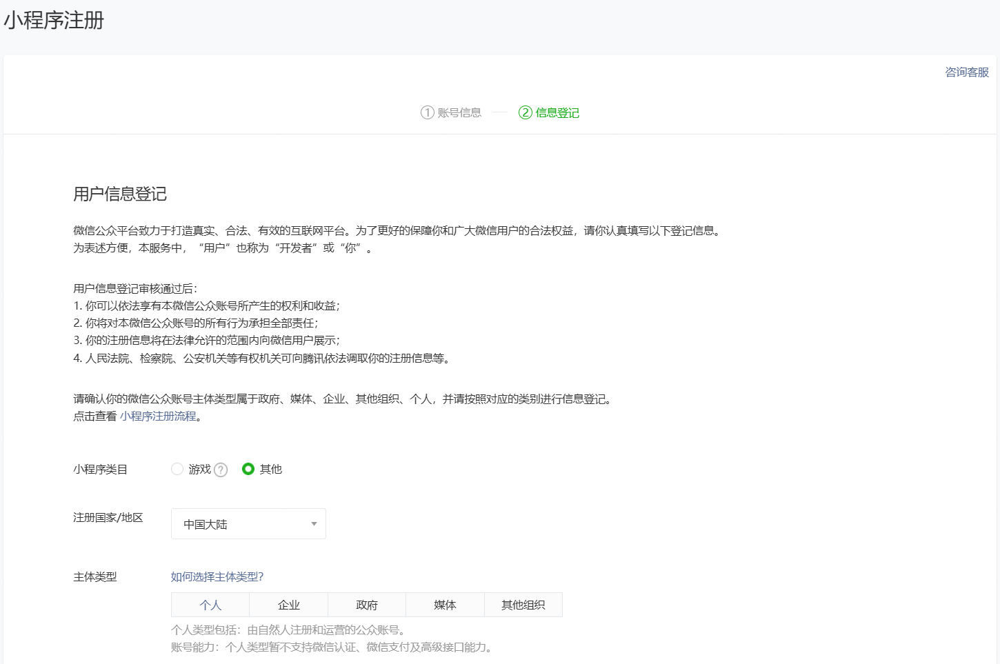 小程序注册
咨询客服
1 账号信息 2 信息登记
用户信息登记
微信公众平台致力于打造真实、合法、有效的互联网平台。为了更好的保障你和广大微信用户的合法权益，请你认真填写以下登记信息。
为表述方便，本服务中，“用户”也称为“开发者”或“你”。
用户信息登记审核通过后：
1. 你可以依法享有本微信公众账号所产生的权利和收益；
2. 你将对本微信公众账号的所有行为承担全部责任；
3. 你的注册信息将在法律允许的范围内向微信用户展示；
4. 人民法院、检察院、公安机关等有权机关可向腾讯依法调取你的注册信息等。
请确认你的微信公众账号主体类型属于政府、媒体、企业、其他组织、个人，并请按照对应的类别进行信息登记。
点击查看 小程序注册流程。
小程序类目 游戏 ? 其他
注册国家/地区 中国大陆
主体类型 如何选择主体类型?
个人 企业 政府 媒体 其他组织
个人类型包括：由自然人注册和运营的公众账号。
账号能力：个人类型暂不支持微信认证、微信支付及高级接口能力。